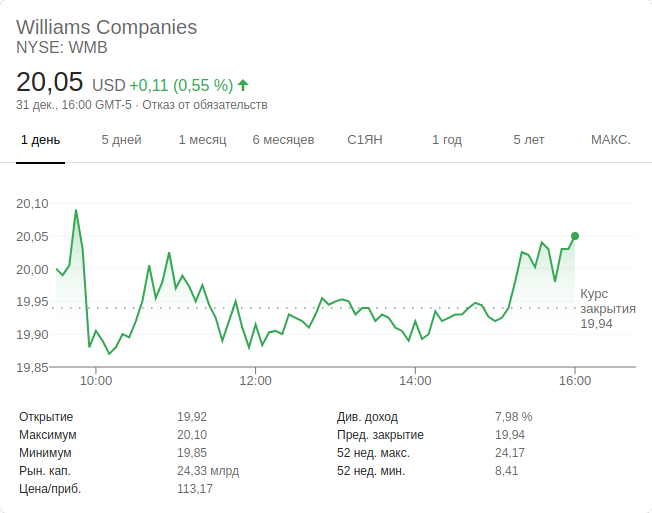 Williams Companies
NYSE: WMB
20,05 USD +0,11 (0,55 %)
31 дек., 16:00 GMT-5 · Отказ от обязательств
1 день 5 дней 1 месяц 6 месяцев С1ЯН 1 год 5 лет МАКС.
20,10
20,05
20,00
19,95
19,90
19,85
Курс
закрытия
19,94
10:00 12:00 14:00 16:00
Открытие 19,92 Див. доход 7,98 %
Максимум 20,10 Пред. закрытие 19,94
Минимум 19,85 52 нед. макс. 24,17
Рын. кап. 24,33 млрд 52 нед. мин. 8,41
Цена/приб. 113,17